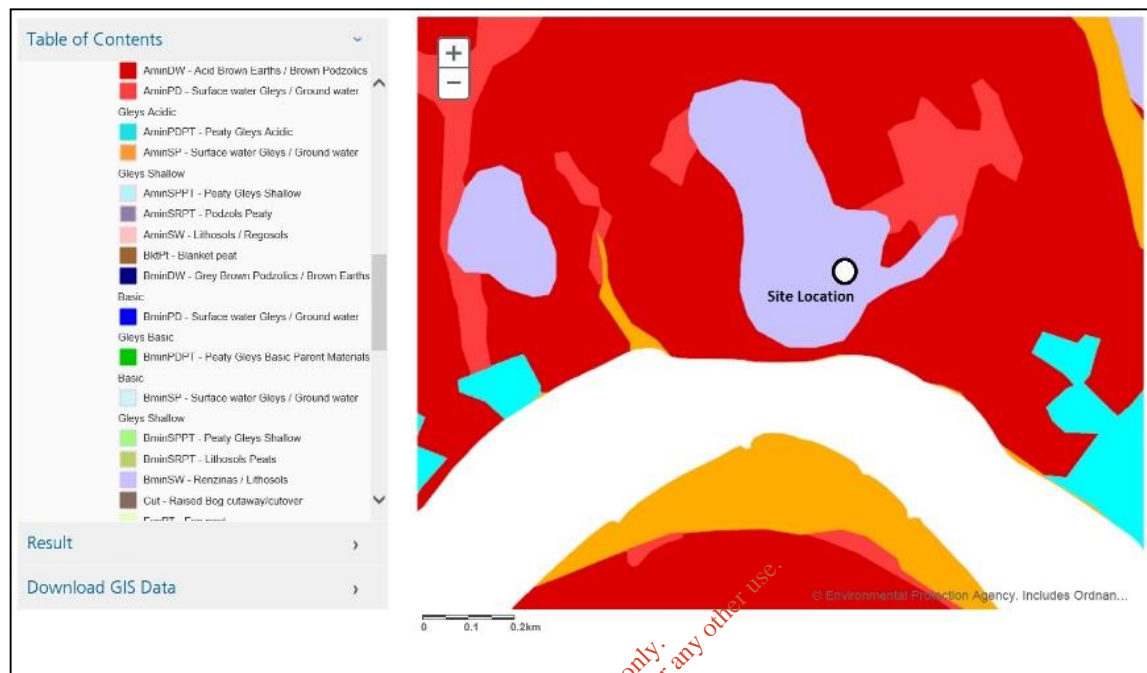 Table of Contents
AminDW - Acid Brown Earths / Brown Podzolics
AminPD - Surface water Gleys / Ground water
Gleys Acidic
AminPDPT - Peaty Gleys Acidic
AminSP - Surface water Gleys / Ground water
Gleys Shallow
AminSPPT - Peaty Gleys Shallow
AminSRPT - Podzols Peaty
AminSW - Lithosols / Regosols
BktPt - Blanket peat
BminDW - Grey Brown Podzolics / Brown Earths
Basic
BminPD - Surface water Gleys / Ground water
Gleys Basic
BminPDPT - Peaty Gleys Basic Parent Materials
Basic
BminSP - Surface water Gleys / Ground water
Gleys Shallow
BminSPPT - Peaty Gleys Shallow
BminSRPT - Lithosols Peats
BminSW - Renzinas / Lithosols
Cut - Raised Bog cutaway/cutover
Result
Download GIS Data
+
−
Site Location
© Environmental Protection Agency. Includes Ordnan...
0 0.1 0.2km
only.
any other use.